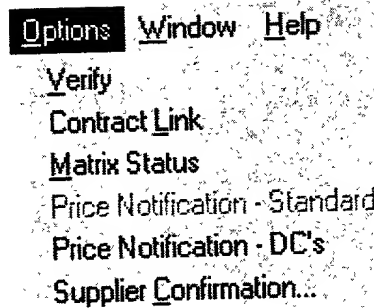 Options Window Help
Verify
Contract Link
Matrix Status
Price Notification - Standard
Price Notification - DC's
Supplier Confirmation...